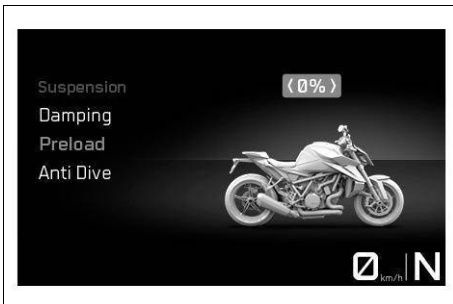 Suspension
⟨0%⟩
Damping
Preload
Anti Dive
0 km/h N